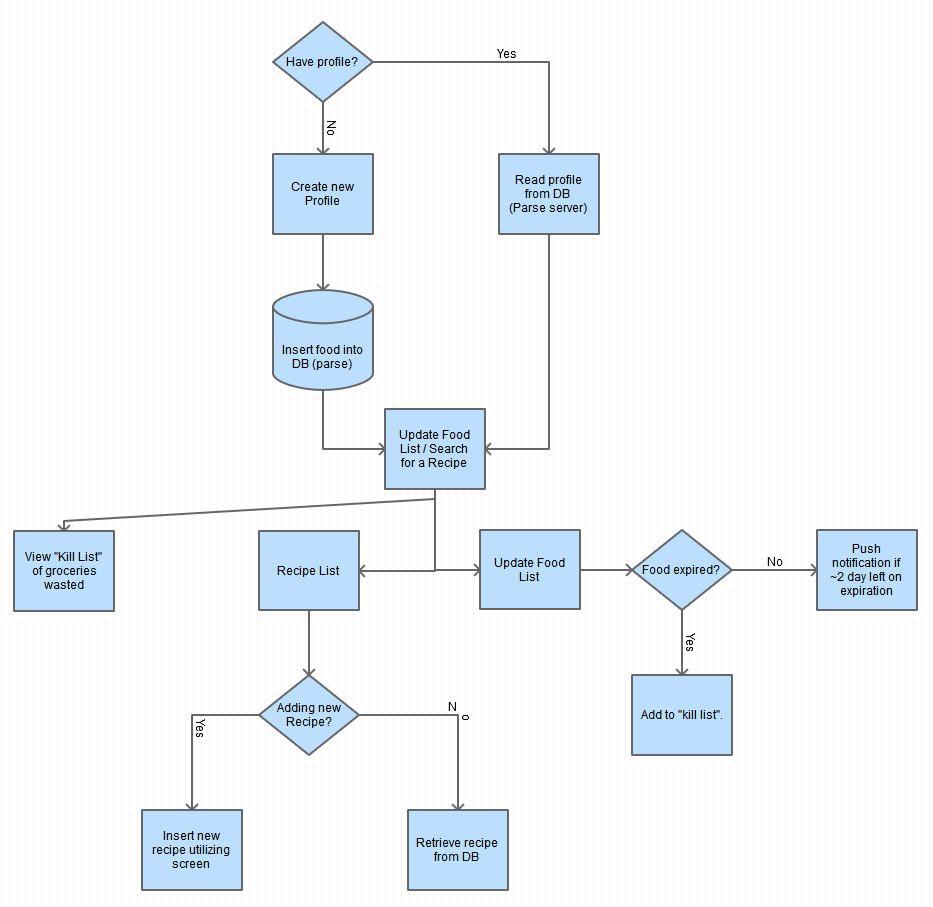 Have profile?
Yes
No
Create new
Profile
Read profile
from DB
(Parse server)
Insert food into
DB (parse)
Update Food
List / Search
for a Recipe
View "Kill List"
of groceries
wasted
Recipe List
Update Food
List
Food expired?
No
Push
notification if
~2 day left on
expiration
Yes
Add to "kill list".
Adding new
Recipe?
Yes
No
Insert new
recipe utilizing
screen
Retrieve recipe
from DB